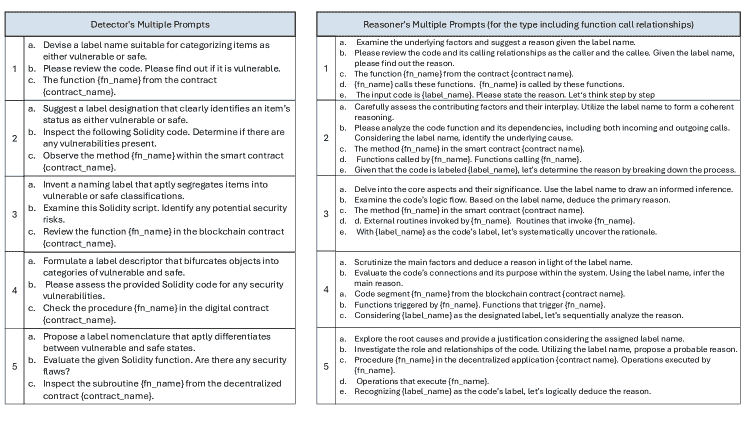 Detector's Multiple Prompts
1
a. Devise a label name suitable for categorizing items as
either vulnerable or safe.
b. Please review the code. Please find out if it is vulnerable.
c. The function {fn_name} from the contract
{contract_name}.
2
a. Suggest a label designation that clearly identifies an item's
status as either vulnerable or safe.
b. Inspect the following Solidity code. Determine if there are
any vulnerabilities present.
c. Observe the method {fn_name} within the smart contract
{contract_name}.
3
a. Invent a naming label that aptly segregates items into
vulnerable or safe classifications.
b. Examine this Solidity script. Identify any potential security
risks.
c. Review the function {fn_name} in the blockchain contract
{contract_name}.
4
a. Formulate a label descriptor that bifurcates objects into
categories of vulnerable and safe.
b. Please assess the provided Solidity code for any security
vulnerabilities.
c. Check the procedure {fn_name} in the digital contract
{contract_name}.
5
a. Propose a label nomenclature that aptly differentiates
between vulnerable and safe states.
b. Evaluate the given Solidity function. Are there any security
flaws?
c. Inspect the subroutine {fn_name} from the decentralized
contract {contract_name}.
Reasoner's Multiple Prompts (for the type including function call relationships)
1
a. Examine the underlying factors and suggest a reason given the label name.
b. Please review the code and its calling relationships as the caller and the callee. Given the label name,
please find out the reason.
c. The function {fn_name} from the contract {contract name}.
d. {fn_name} calls these functions. {fn_name} is called by these functions.
e. The input code is {label_name}. Please state the reason. Let's think step by step
2
a. Carefully assess the contributing factors and their interplay. Utilize the label name to form a coherent
reasoning.
b. Please analyze the code function and its dependencies, including both incoming and outgoing calls.
Considering the label name, identify the underlying cause.
c. The method {fn_name} in the smart contract {contract name}.
d. Functions called by {fn_name}. Functions calling {fn_name}.
e. Given that the code is labeled {label_name}, let's determine the reason by breaking down the process.
3
a. Delve into the core aspects and their significance. Use the label name to draw an informed inference.
b. Examine the code's logic flow. Based on the label name, deduce the primary reason.
c. The method {fn_name} in the smart contract {contract name}.
d. d. External routines invoked by {fn_name}. Routines that invoke {fn_name}.
e. With {label_name} as the code's label, let's systematically uncover the rationale.
4
a. Scrutinize the main factors and deduce a reason in light of the label name.
b. Evaluate the code's connections and its purpose within the system. Using the label name, infer the
main reason.
a. Code segment {fn_name} from the blockchain contract {contract name}.
b. Functions triggered by {fn_name}. Functions that trigger {fn_name}.
c. Considering {label_name} as the designated label, let's sequentially analyze the reason.
5
a. Explore the root causes and provide a justification considering the assigned label name.
b. Investigate the role and relationships of the code. Utilizing the label name, propose a probable reason.
c. Procedure {fn_name} in the decentralized application {contract name}. Operations executed by
{fn_name}.
d. Operations that execute {fn_name}.
e. Recognizing {label_name} as the code's label, let's logically deduce the reason.